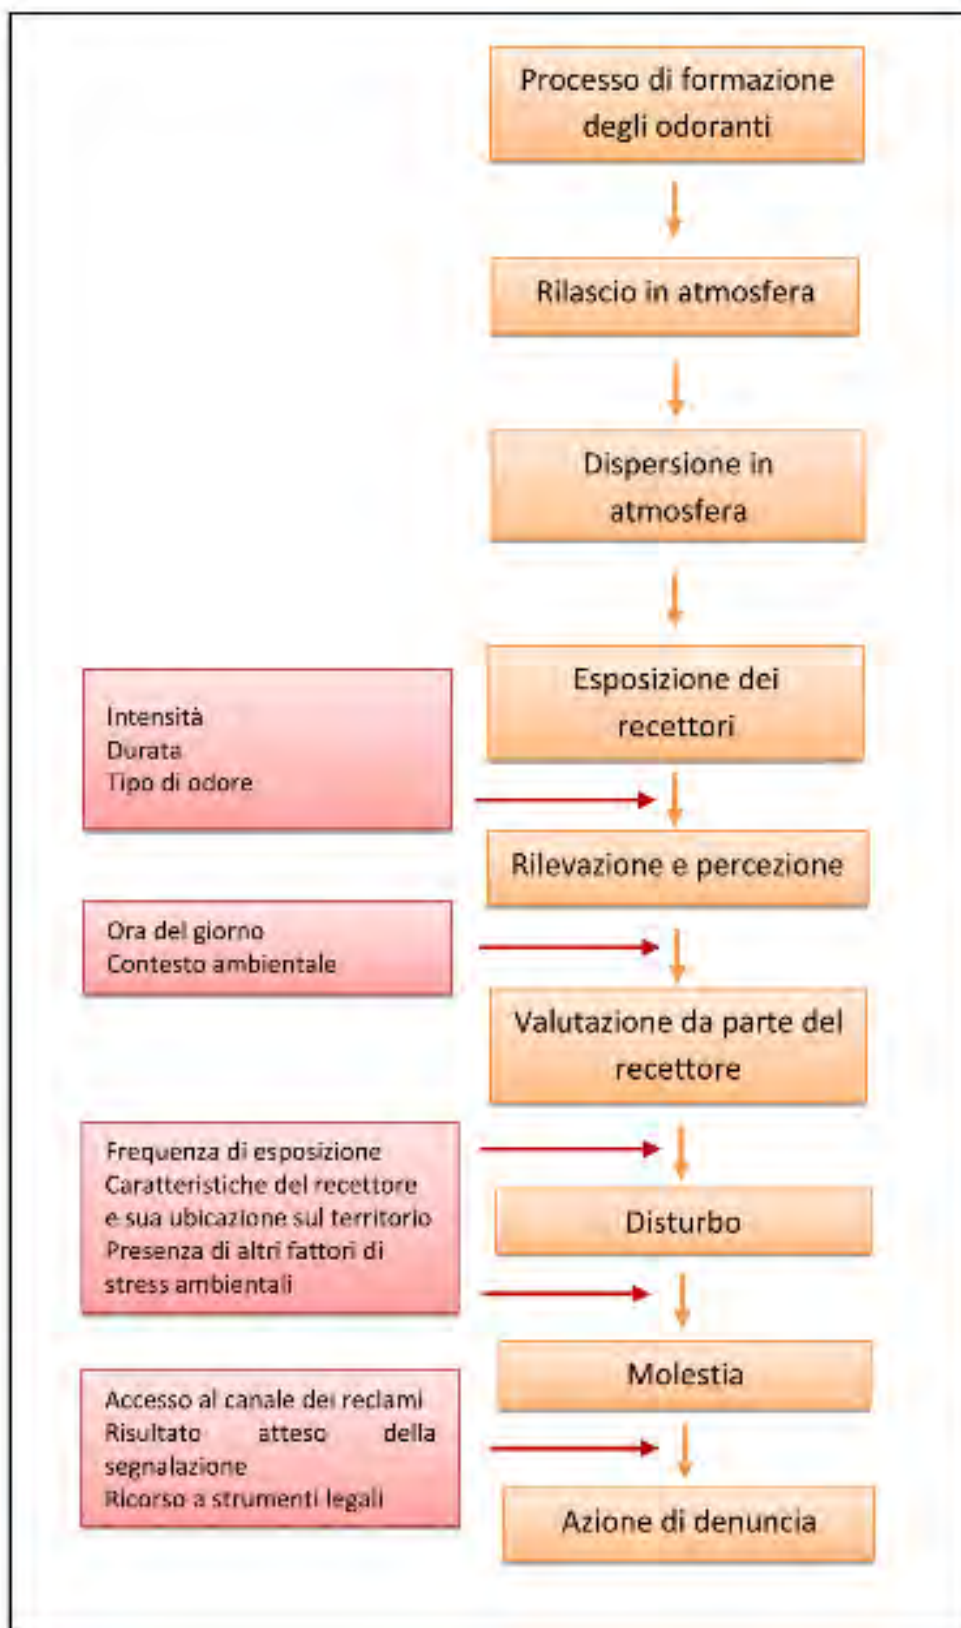 Processo di formazione
degli odoranti
Rilascio in atmosfera
Dispersione in
atmosfera
Esposizione dei
recettori
Intensità
Durata
Tipo di odore
Rilevazione e percezione
Ora del giorno
Contesto ambientale
Valutazione da parte del
recettore
Frequenza di esposizione
Caratteristiche del recettore
e sua ubicazione sul territorio
Presenza di altri fattori di
stress ambientali
Disturbo
Molestia
Accesso al canale dei reclami
Risultato atteso della
segnalazione
Ricorso a strumenti legali
Azione di denuncia